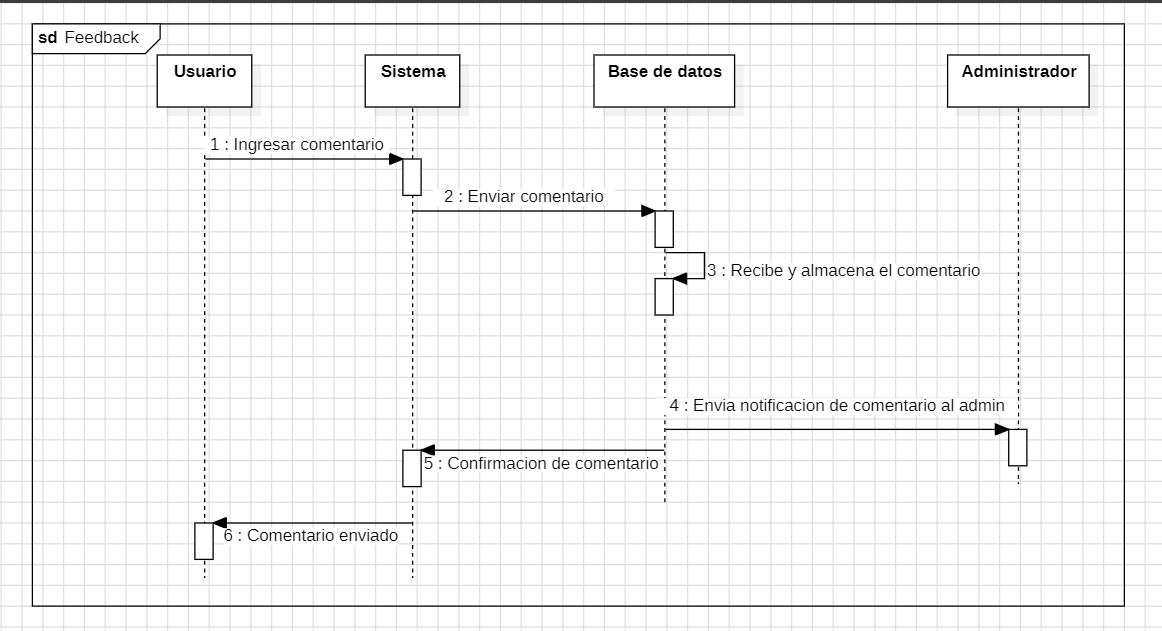 sd Feedback
Usuario
Sistema
Base de datos
Administrador
1 : Ingresar comentario
2 : Enviar comentario
3 : Recibe y almacena el comentario
4 : Envia notificacion de comentario al admin
5 : Confirmacion de comentario
6 : Comentario enviado